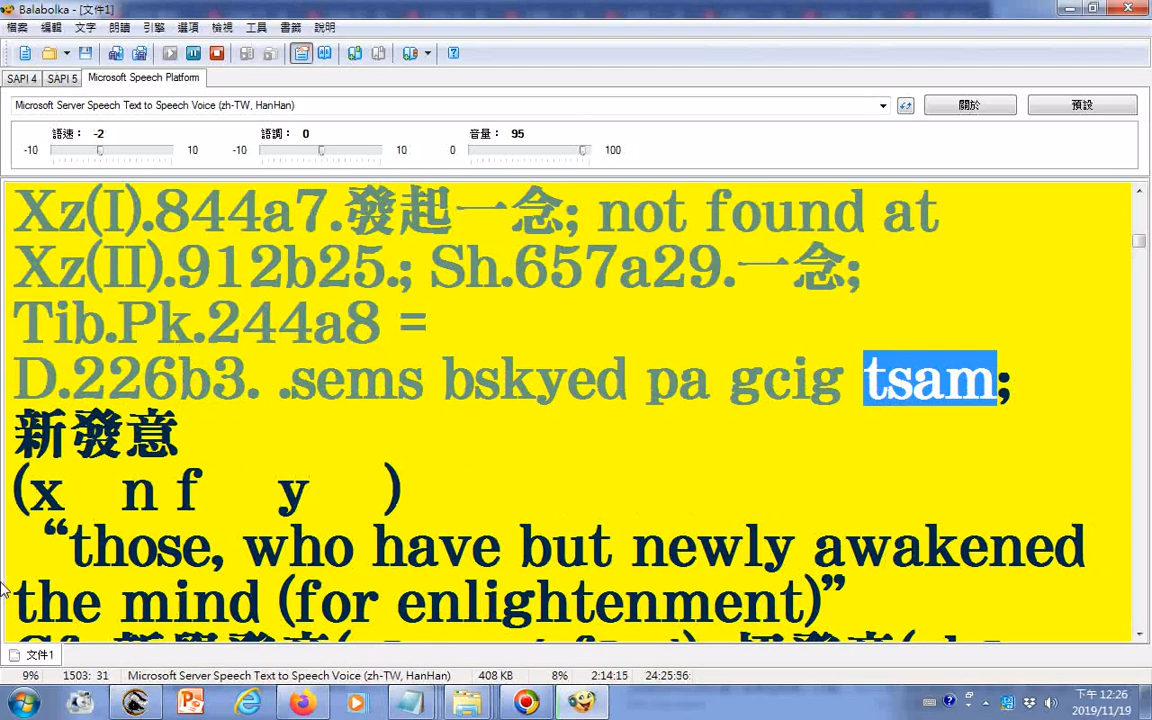 Balabolka - [文件1]
檔案 編輯 文字 朗讀 引擎 選項 檢視 工具 書籤 說明
SAPI 4 SAPI 5 Microsoft Speech Platform
Microsoft Server Speech Text to Speech Voice (zh-TW, HanHan) 關於 預設
語速： -2 語調： 0 音量： 95
-10 10 -10 10 0 100
Xz(I).844a7.發起一念; not found at
Xz(II).912b25.; Sh.657a29.一念;
Tib.Pk.244a8 =
D.226b3. .sems bskyed pa gcig tsam;
新發意
(x n f y )
“those, who have but newly awakened
the mind (for enlightenment)”
文件1
9% 1503: 31 Microsoft Server Speech Text to Speech Voice (zh-TW, HanHan) 408 KB 8% 2:14:15 24:25:56:
下午 12:26
2019/11/19